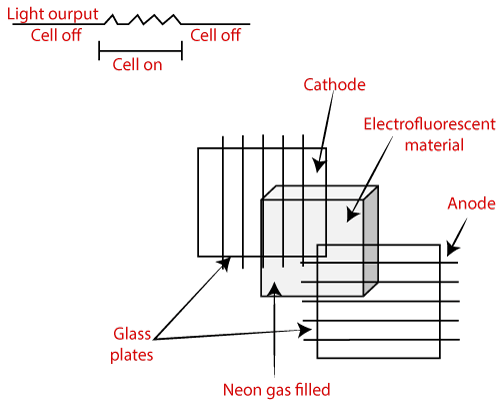 Light ourput
Cell off
Cell off
Cell on
Cathode
Electrofluorescent
material
Anode
Glass
plates
Neon gas filled